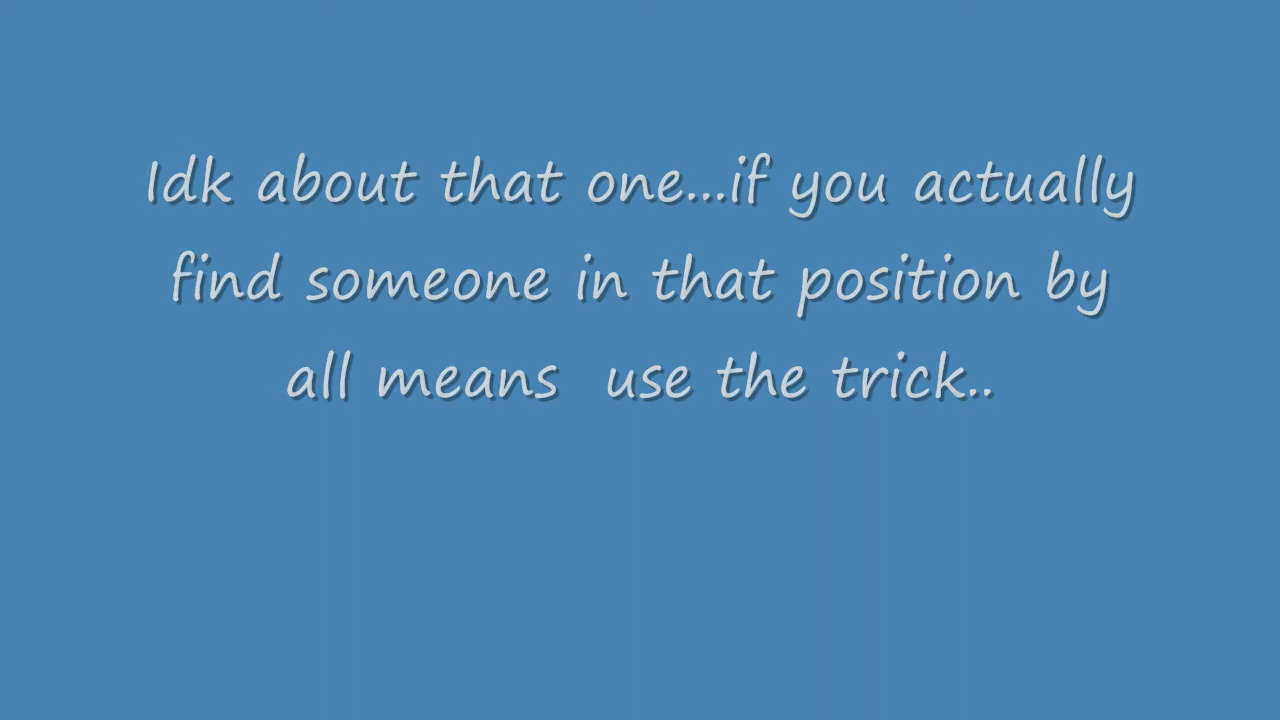 Idk about that one...if you actually
find someone in that position by
all means  use the trick..